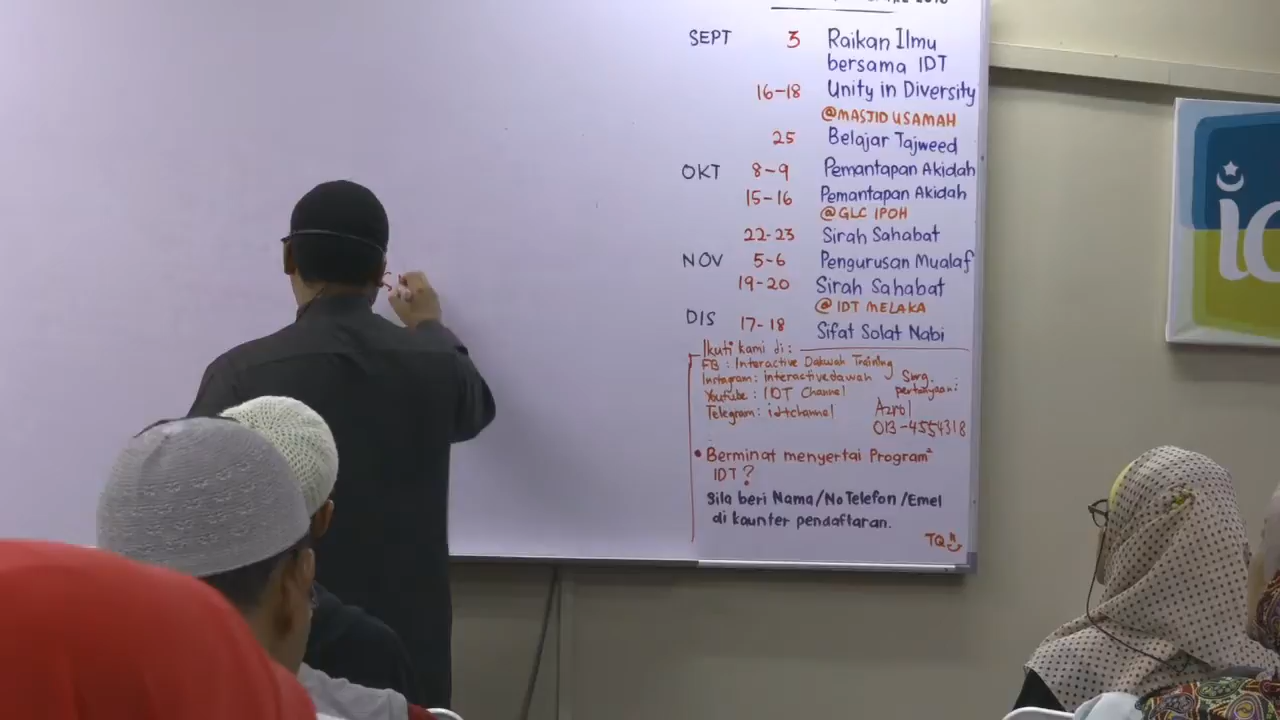 SEPT 3 Raikan Ilmu
bersama IDT
16-18 Unity in Diversity
@MASJID USAMAH
25 Belajar Tajweed
OKT 8-9 Pemantapan Akidah
15-16 Pemantapan Akidah
@GLC IPOH
22-23 Sirah Sahabat
NOV 5-6 Pengurusan Mualaf
19-20 Sirah Sahabat
@IDT MELAKA
DIS 17-18 Sifat Solat Nabi
Ikuti kami di:
FB: Interactive Dakwah Training
Instagram: interactivedawah
Youtube: IDT Channel
Telegram: idtchannel
Sbrg. pertanyaan:
Azrol
013-4554318
• Berminat menyertai Program²
IDT?
Sila beri Nama/No Telefon/Emel
di kaunter pendaftaran.
TQ